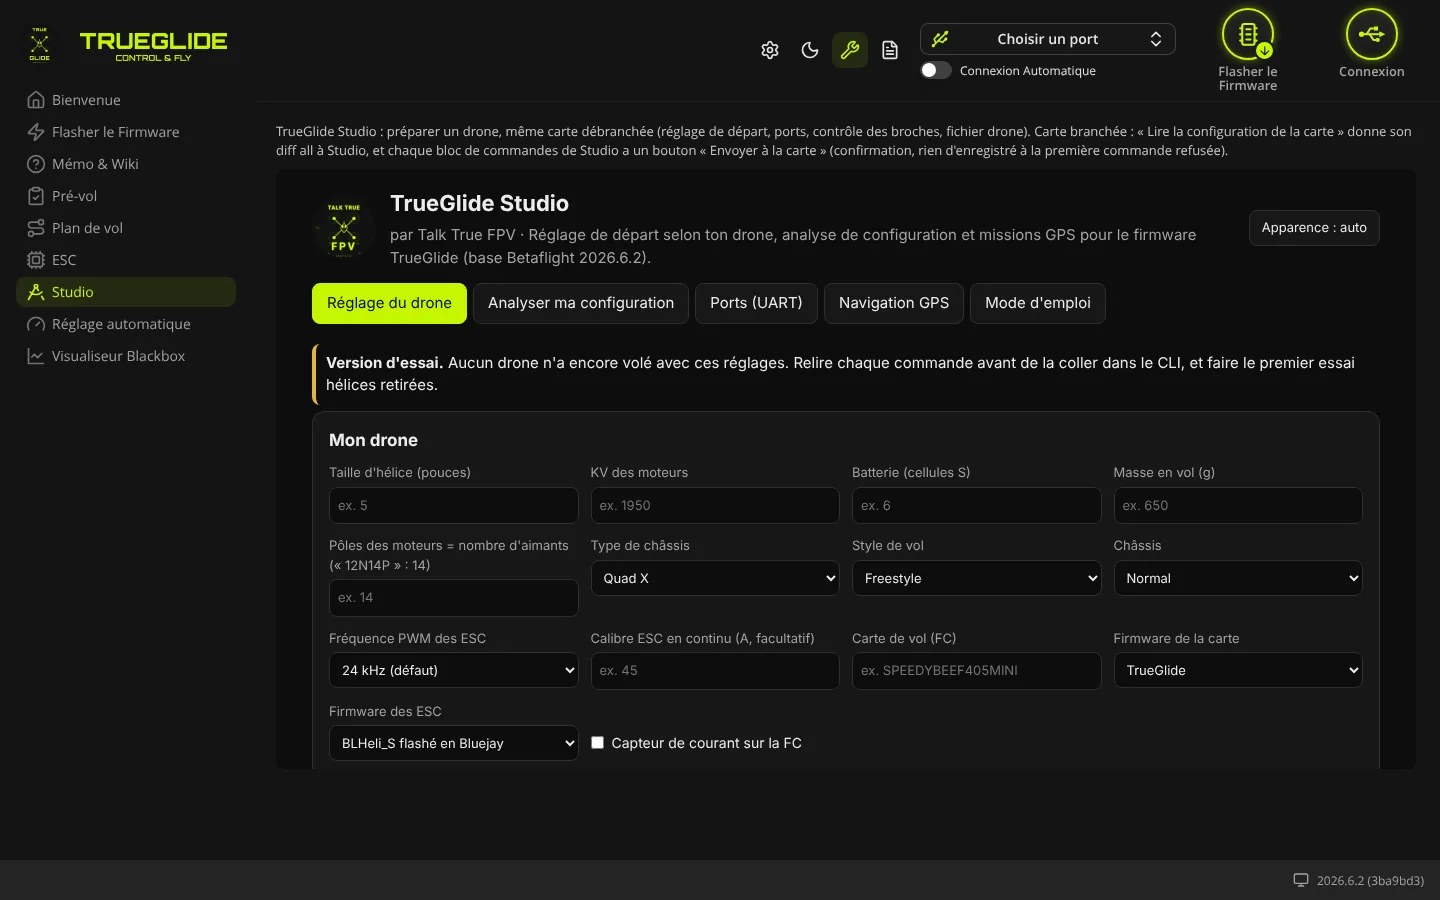 TRUE
GLIDE
TRUEGLIDE
CONTROL & FLY
Choisir un port
Connexion Automatique
Flasher le
Firmware
Connexion
Bienvenue
Flasher le Firmware
Mémo & Wiki
Pré-vol
Plan de vol
ESC
Studio
Réglage automatique
Visualiseur Blackbox
TrueGlide Studio : préparer un drone, même carte débranchée (réglage de départ, ports, contrôle des broches, fichier drone). Carte branchée : « Lire la configuration de la carte » donne son
diff all à Studio, et chaque bloc de commandes de Studio a un bouton « Envoyer à la carte » (confirmation, rien d'enregistré à la première commande refusée).
TALK TRUE
FPV
TrueGlide Studio
par Talk True FPV · Réglage de départ selon ton drone, analyse de configuration et missions GPS pour le firmware
TrueGlide (base Betaflight 2026.6.2).
Apparence : auto
Réglage du drone
Analyser ma configuration
Ports (UART)
Navigation GPS
Mode d'emploi
Version d'essai. Aucun drone n'a encore volé avec ces réglages. Relire chaque commande avant de la coller dans le CLI, et faire le premier essai
hélices retirées.
Mon drone
Taille d'hélice (pouces)
KV des moteurs
Batterie (cellules S)
Masse en vol (g)
ex. 5
ex. 1950
ex. 6
ex. 650
Pôles des moteurs = nombre d'aimants
(« 12N14P » : 14)
Type de châssis
Style de vol
Châssis
ex. 14
Quad X
Freestyle
Normal
Fréquence PWM des ESC
Calibre ESC en continu (A, facultatif)
Carte de vol (FC)
Firmware de la carte
24 kHz (défaut)
ex. 45
ex. SPEEDYBEEF405MINI
TrueGlide
Firmware des ESC
BLHeli_S flashé en Bluejay
Capteur de courant sur la FC
2026.6.2 (3ba9bd3)